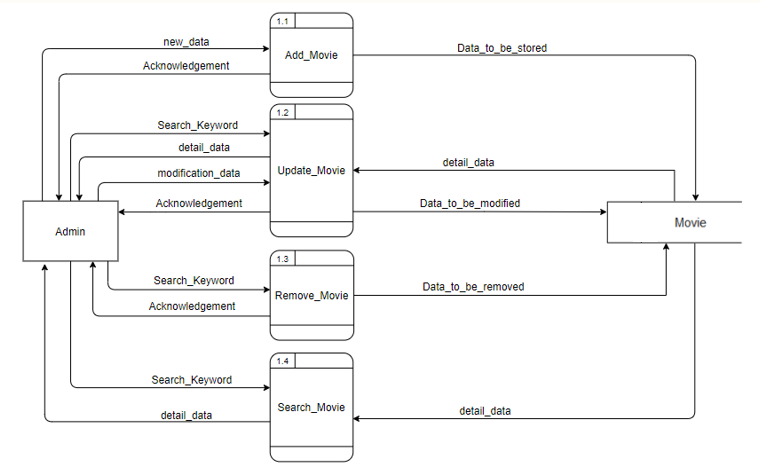 1.1
new_data
Add_Movie
Data_to_be_stored
Acknowledgement
1.2
Search_Keyword
detail_data
modification_data
Update_Movie
detail_data
Acknowledgement
Data_to_be_modified
Admin
Movie
1.3
Search_Keyword
Remove_Movie
Data_to_be_removed
Acknowledgement
1.4
Search_Keyword
Search_Movie
detail_data
detail_data